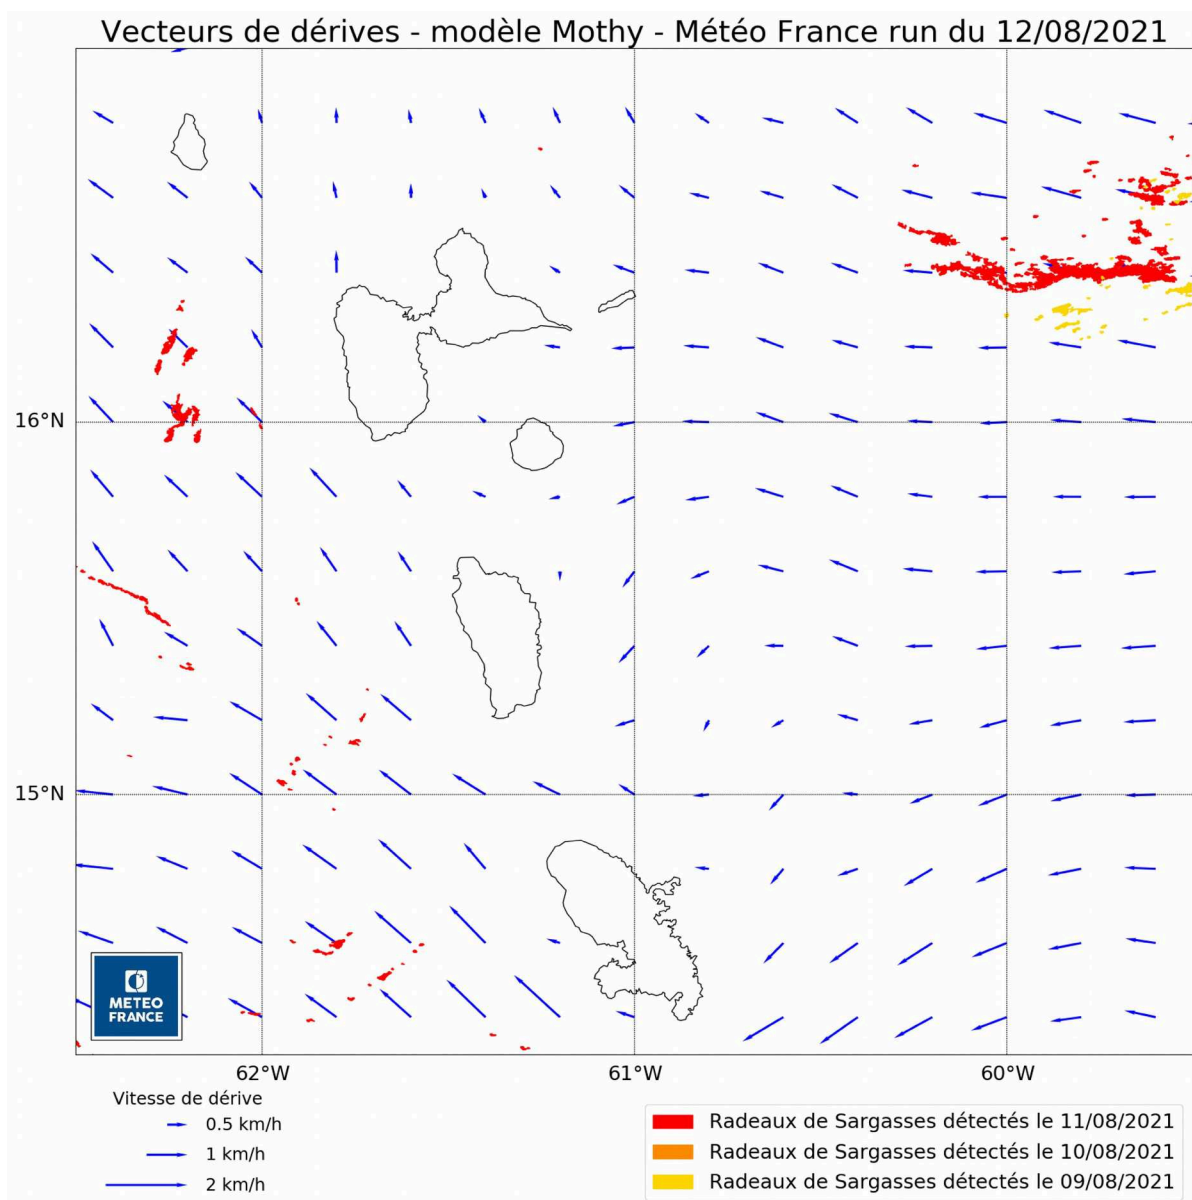 Vecteurs de dérives - modèle Mothy - Météo France run du 12/08/2021
16°N
15°N
METEO
FRANCE
62°W
61°W
60°W
Vitesse de dérive
0.5 km/h
1 km/h
2 km/h
Radeaux de Sargasses détectés le 11/08/2021
Radeaux de Sargasses détectés le 10/08/2021
Radeaux de Sargasses détectés le 09/08/2021